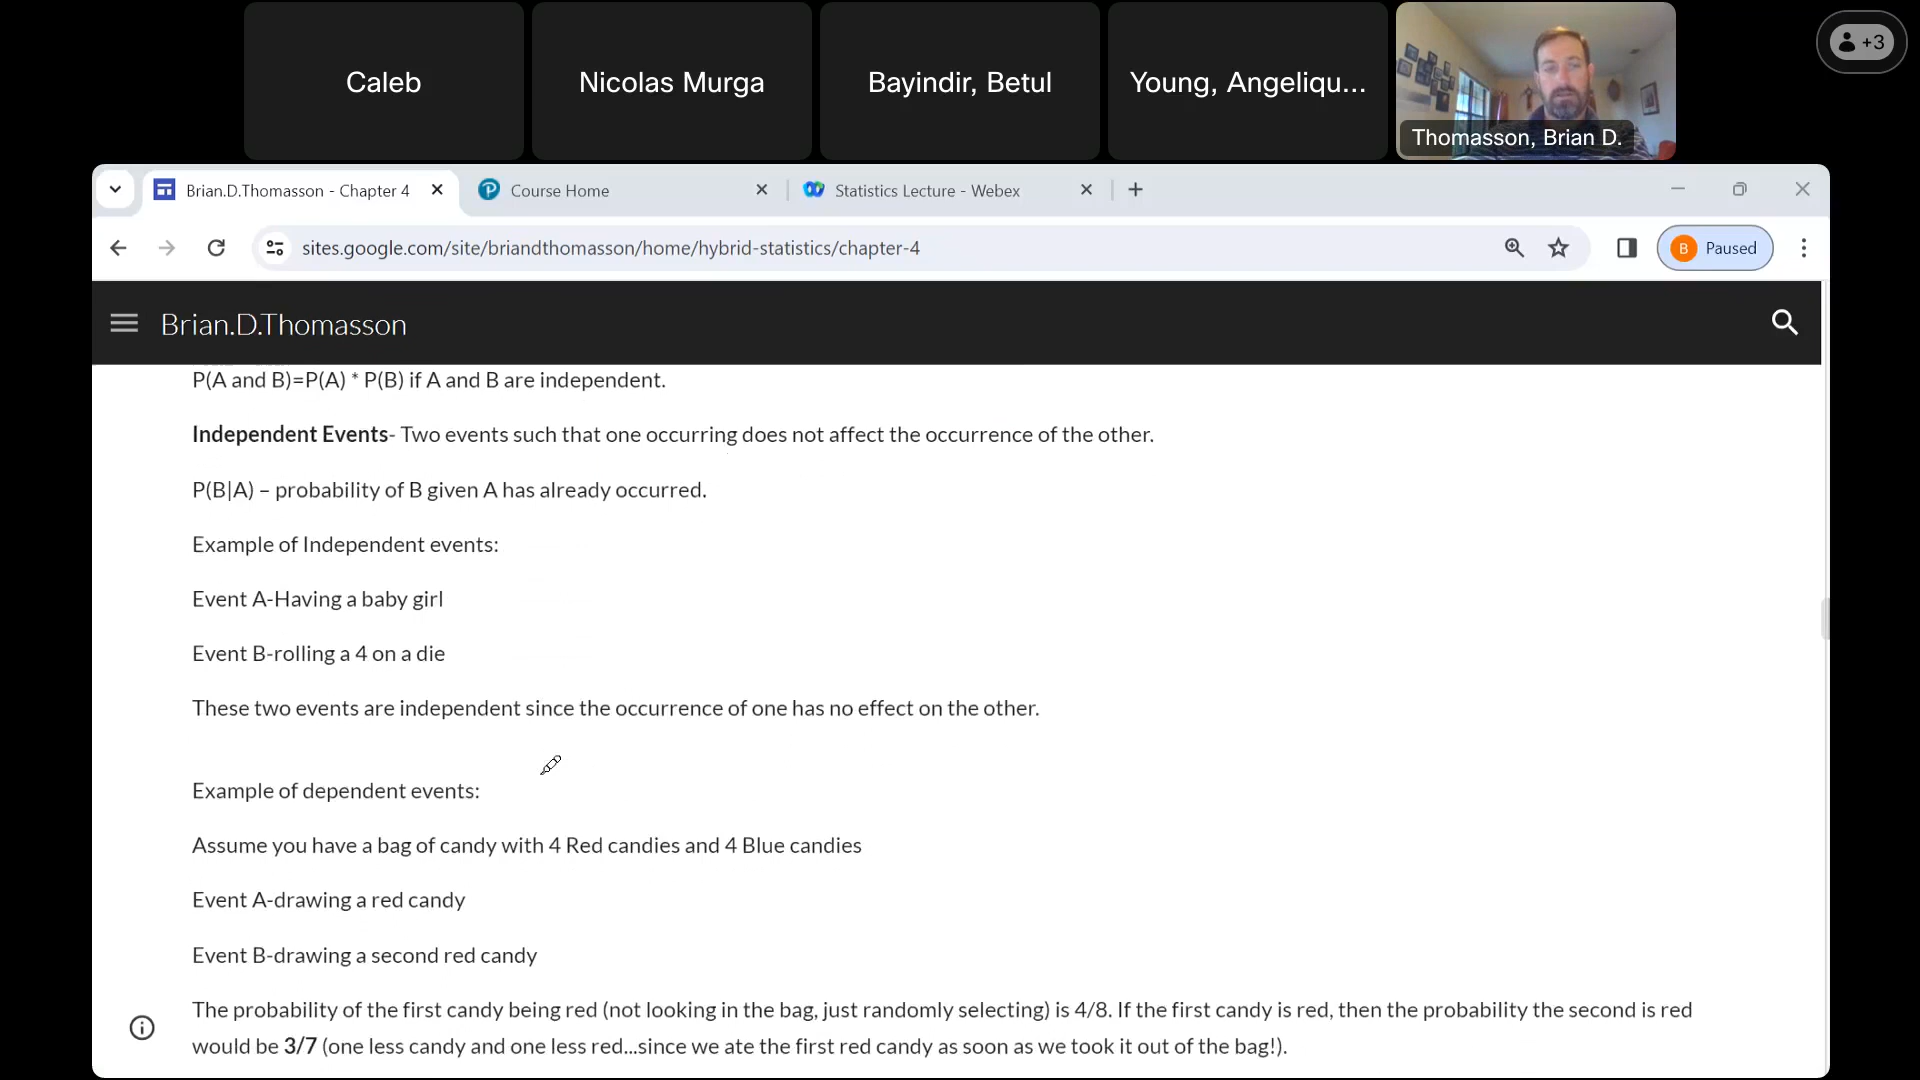 Caleb
Nicolas Murga
Bayindir, Betul
Young, Angeliqu...
Thomasson, Brian D.
+3
Brian.D.Thomasson - Chapter 4
Course Home
Statistics Lecture - Webex
sites.google.com/site/briandthomasson/home/hybrid-statistics/chapter-4
B Paused
Brian.D.Thomasson
P(A and B)=P(A) * P(B) if A and B are independent.
Independent Events- Two events such that one occurring does not affect the occurrence of the other.
P(B|A) – probability of B given A has already occurred.
Example of Independent events:
Event A-Having a baby girl
Event B-rolling a 4 on a die
These two events are independent since the occurrence of one has no effect on the other.
Example of dependent events:
Assume you have a bag of candy with 4 Red candies and 4 Blue candies
Event A-drawing a red candy
Event B-drawing a second red candy
The probability of the first candy being red (not looking in the bag, just randomly selecting) is 4/8. If the first candy is red, then the probability the second is red
would be 3/7 (one less candy and one less red...since we ate the first red candy as soon as we took it out of the bag!).